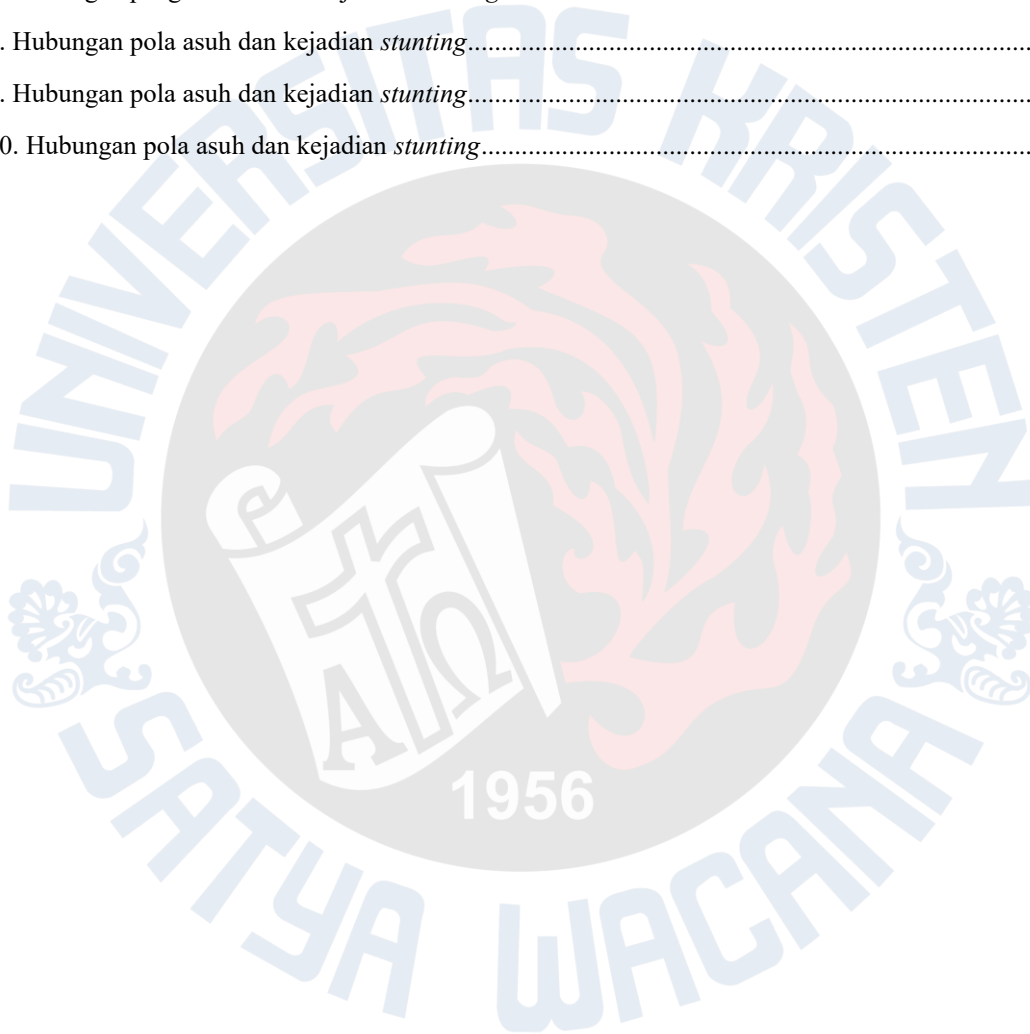 . Hubungan pola asuh dan kejadian stunting........................................................................................
. Hubungan pola asuh dan kejadian stunting........................................................................................
0. Hubungan pola asuh dan kejadian stunting......................................................................................
UNIVERSITAS KRISTEN
SATYA WACANA
ΑΩ
1956